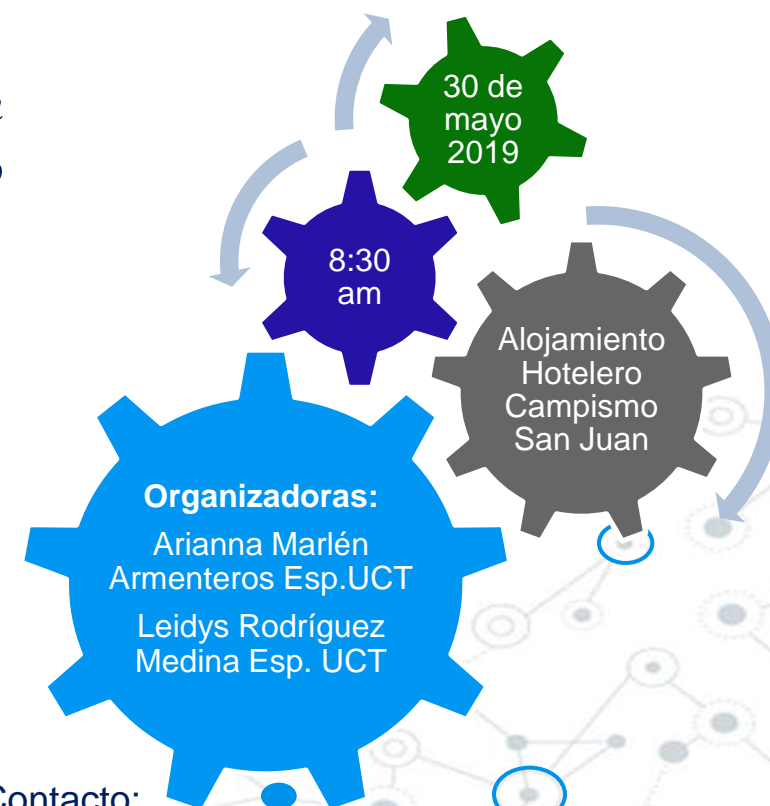 30 de
mayo
2019
8:30
am
Alojamiento
Hotelero
Campismo
San Juan
Organizadoras:
Arianna Marlén
Armenteros Esp.UCT
Leidys Rodríguez
Medina Esp. UCT
Contacto: